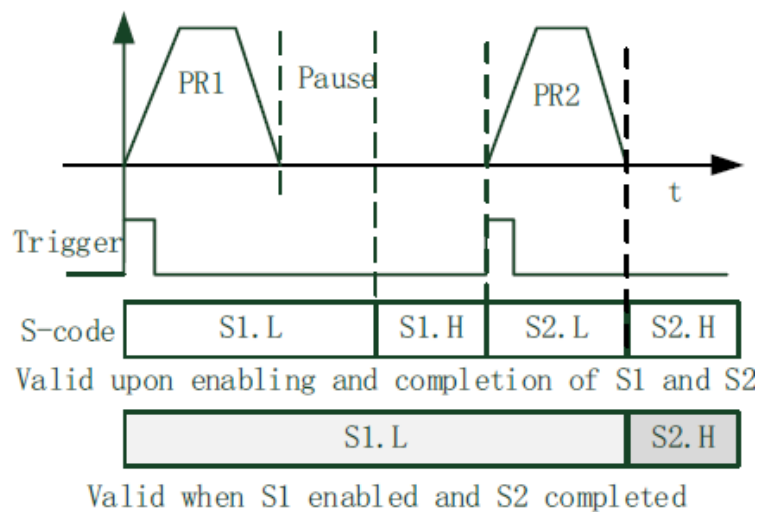 PR1
Pause
PR2
t
Trigger
S-code S1.L S1.H S2.L S2.H
Valid upon enabling and completion of S1 and S2
S1.L S2.H
Valid when S1 enabled and S2 completed